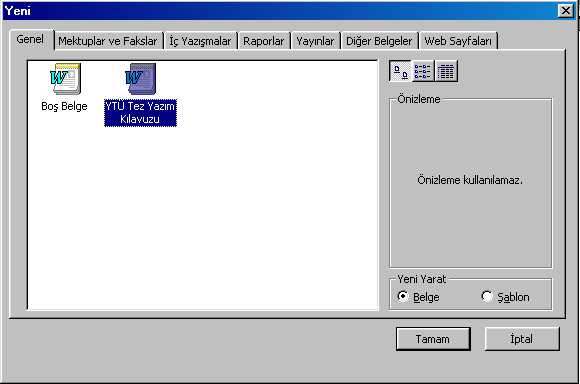 Yeni
Genel Mektuplar ve Fakslar İç Yazışmalar Raporlar Yayınlar Diğer Belgeler Web Sayfaları
Boş Belge
YTÜ Tez Yazım
Kılavuzu
Önizleme
Önizleme kullanılamaz.
Yeni Yarat
Belge Şablon
Tamam İptal